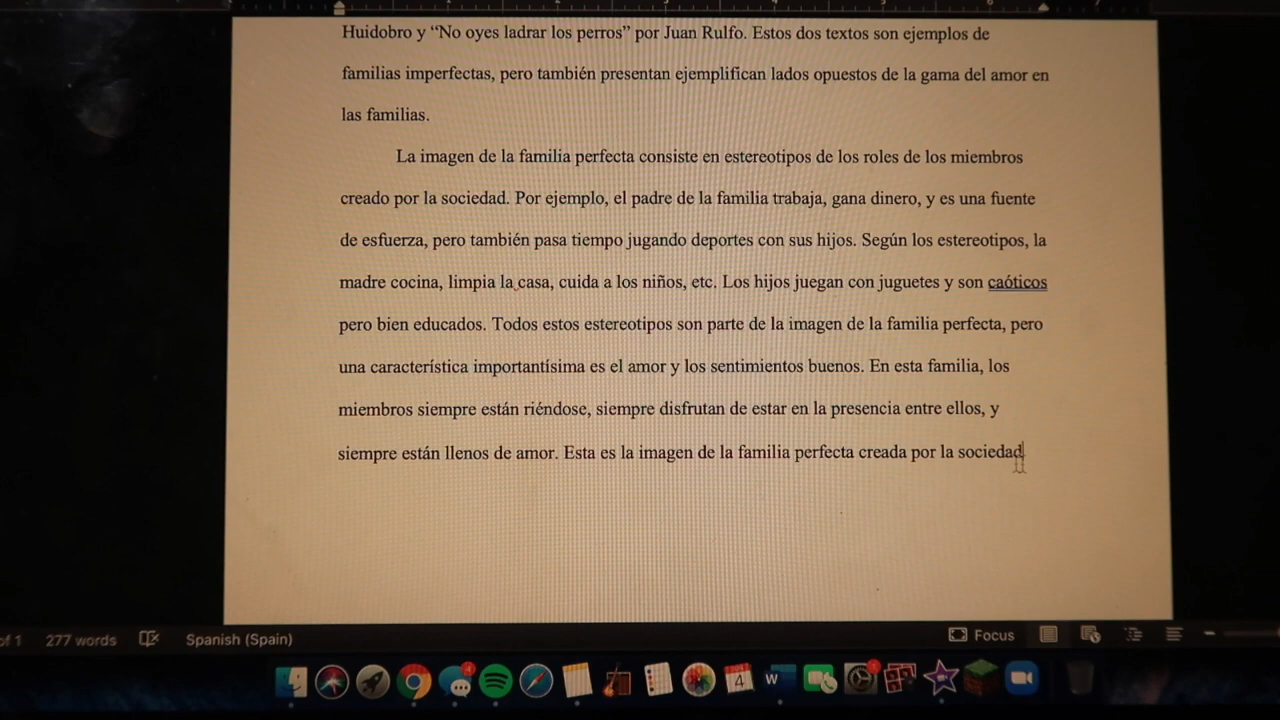 Huidobro y “No oyes ladrar los perros” por Juan Rulfo. Estos dos textos son ejemplos de
familias imperfectas, pero también presentan ejemplifican lados opuestos de la gama del amor en
las familias.
La imagen de la familia perfecta consiste en estereotipos de los roles de los miembros
creado por la sociedad. Por ejemplo, el padre de la familia trabaja, gana dinero, y es una fuente
de esfuerza, pero también pasa tiempo jugando deportes con sus hijos. Según los estereotipos, la
madre cocina, limpia la casa, cuida a los niños, etc. Los hijos juegan con juguetes y son caóticos
pero bien educados. Todos estos estereotipos son parte de la imagen de la familia perfecta, pero
una característica importantísima es el amor y los sentimientos buenos. En esta familia, los
miembros siempre están riéndose, siempre disfrutan de estar en la presencia entre ellos, y
siempre están llenos de amor. Esta es la imagen de la familia perfecta creada por la sociedad
of 1 277 words Spanish (Spain) Focus
4 4 W